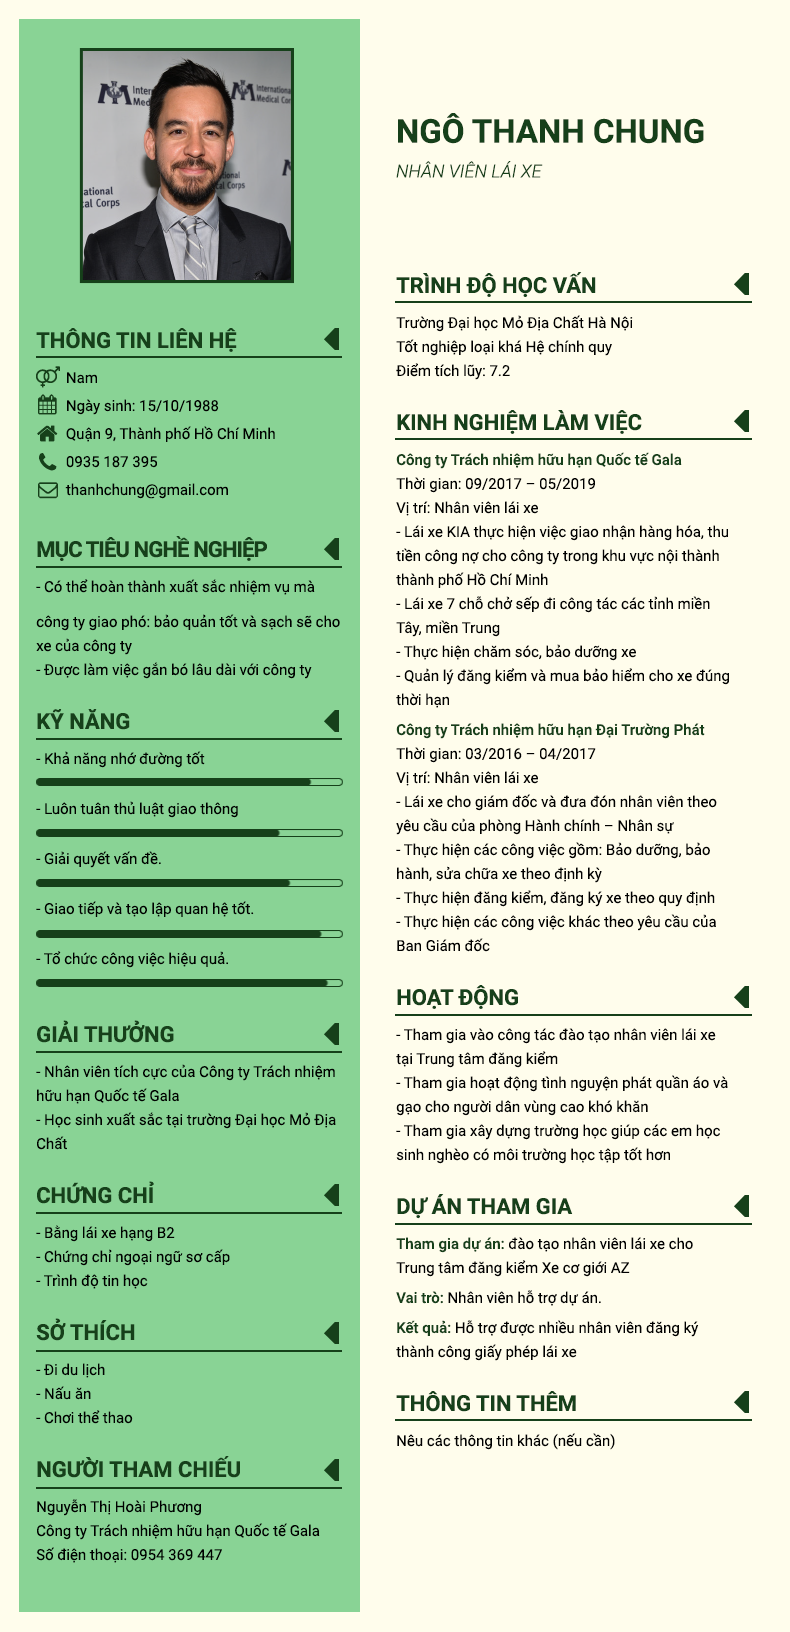 International
Medical Corps
International
Medical Cor
national
cal Corps
ational
dical Corps
THÔNG TIN LIÊN HỆ
Nam
Ngày sinh: 15/10/1988
Quận 9, Thành phố Hồ Chí Minh
0935 187 395
thanhchung@gmail.com
MỤC TIÊU NGHỀ NGHIỆP
- Có thể hoàn thành xuất sắc nhiệm vụ mà
công ty giao phó: bảo quản tốt và sạch sẽ cho
xe của công ty
- Được làm việc gắn bó lâu dài với công ty
KỸ NĂNG
- Khả năng nhớ đường tốt
- Luôn tuân thủ luật giao thông
- Giải quyết vấn đề.
- Giao tiếp và tạo lập quan hệ tốt.
- Tổ chức công việc hiệu quả.
GIẢI THƯỞNG
- Nhân viên tích cực của Công ty Trách nhiệm
hữu hạn Quốc tế Gala
- Học sinh xuất sắc tại trường Đại học Mỏ Địa
Chất
CHỨNG CHỈ
- Bằng lái xe hạng B2
- Chứng chỉ ngoại ngữ sơ cấp
- Trình độ tin học
SỞ THÍCH
- Đi du lịch
- Nấu ăn
- Chơi thể thao
NGƯỜI THAM CHIẾU
Nguyễn Thị Hoài Phương
Công ty Trách nhiệm hữu hạn Quốc tế Gala
Số điện thoại: 0954 369 447
NGÔ THANH CHUNG
NHÂN VIÊN LÁI XE
TRÌNH ĐỘ HỌC VẤN
Trường Đại học Mỏ Địa Chất Hà Nội
Tốt nghiệp loại khá Hệ chính quy
Điểm tích lũy: 7.2
KINH NGHIỆM LÀM VIỆC
Công ty Trách nhiệm hữu hạn Quốc tế Gala
Thời gian: 09/2017 – 05/2019
Vị trí: Nhân viên lái xe
- Lái xe KIA thực hiện việc giao nhận hàng hóa, thu
tiền công nợ cho công ty trong khu vực nội thành
thành phố Hồ Chí Minh
- Lái xe 7 chỗ chở sếp đi công tác các tỉnh miền
Tây, miền Trung
- Thực hiện chăm sóc, bảo dưỡng xe
- Quản lý đăng kiểm và mua bảo hiểm cho xe đúng
thời hạn
Công ty Trách nhiệm hữu hạn Đại Trường Phát
Thời gian: 03/2016 – 04/2017
Vị trí: Nhân viên lái xe
- Lái xe cho giám đốc và đưa đón nhân viên theo
yêu cầu của phòng Hành chính – Nhân sự
- Thực hiện các công việc gồm: Bảo dưỡng, bảo
hành, sửa chữa xe theo định kỳ
- Thực hiện đăng kiểm, đăng ký xe theo quy định
- Thực hiện các công việc khác theo yêu cầu của
Ban Giám đốc
HOẠT ĐỘNG
- Tham gia vào công tác đào tạo nhân viên lái xe
tại Trung tâm đăng kiểm
- Tham gia hoạt động tình nguyện phát quần áo và
gạo cho người dân vùng cao khó khăn
- Tham gia xây dựng trường học giúp các em học
sinh nghèo có môi trường học tập tốt hơn
DỰ ÁN THAM GIA
Tham gia dự án: đào tạo nhân viên lái xe cho
Trung tâm đăng kiểm Xe cơ giới AZ
Vai trò: Nhân viên hỗ trợ dự án.
Kết quả: Hỗ trợ được nhiều nhân viên đăng ký
thành công giấy phép lái xe
THÔNG TIN THÊM
Nêu các thông tin khác (nếu cần)